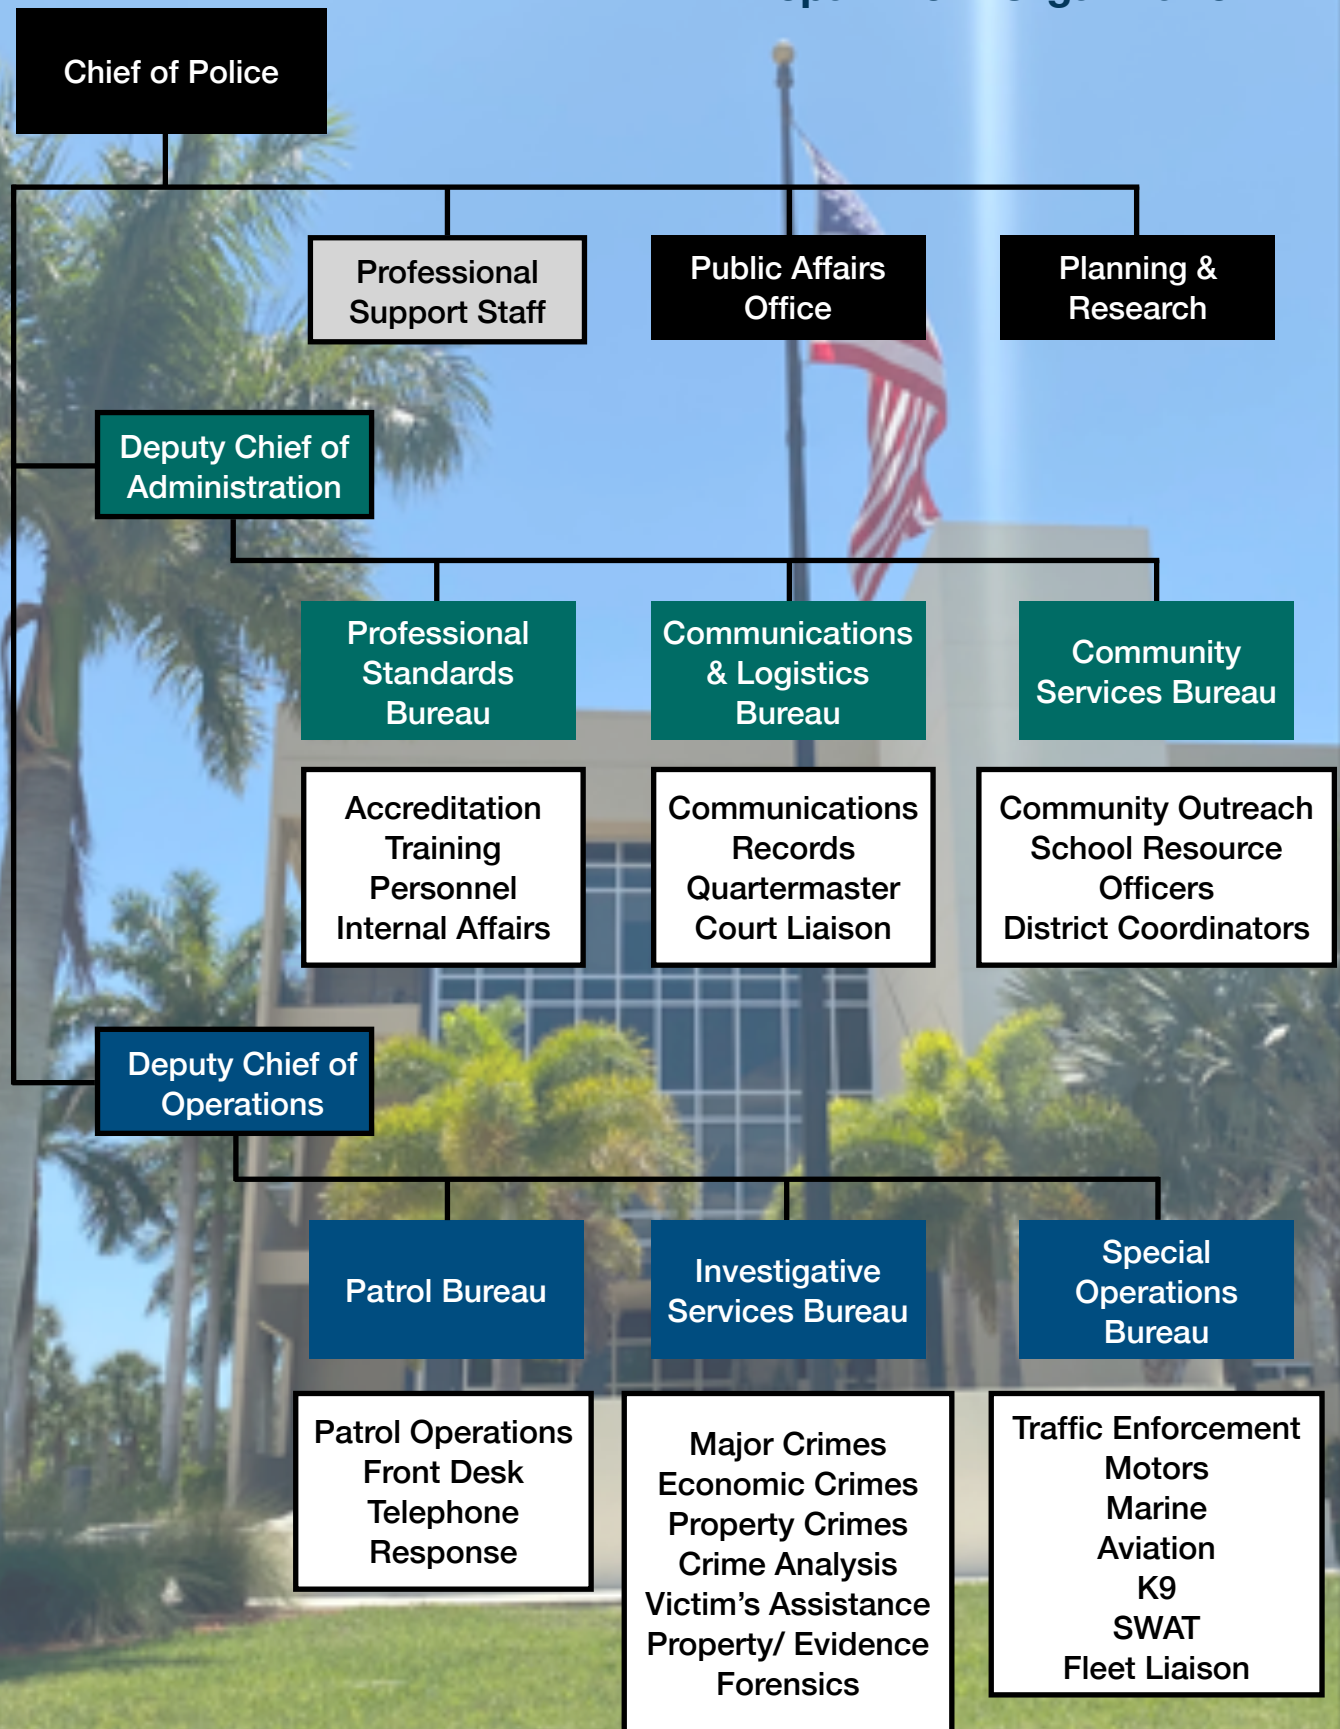 Chief of Police
Professional
Support Staff
Public Affairs
Office
Planning &
Research
Deputy Chief of
Administration
Professional
Standards
Bureau
Communications
& Logistics
Bureau
Community
Services Bureau
Accreditation
Training
Personnel
Internal Affairs
Communications
Records
Quartermaster
Court Liaison
Community Outreach
School Resource
Officers
District Coordinators
Deputy Chief of
Operations
Patrol Bureau
Investigative
Services Bureau
Special
Operations
Bureau
Patrol Operations
Front Desk
Telephone
Response
Major Crimes
Economic Crimes
Property Crimes
Crime Analysis
Victim's Assistance
Property/ Evidence
Forensics
Traffic Enforcement
Motors
Marine
Aviation
K9
SWAT
Fleet Liaison